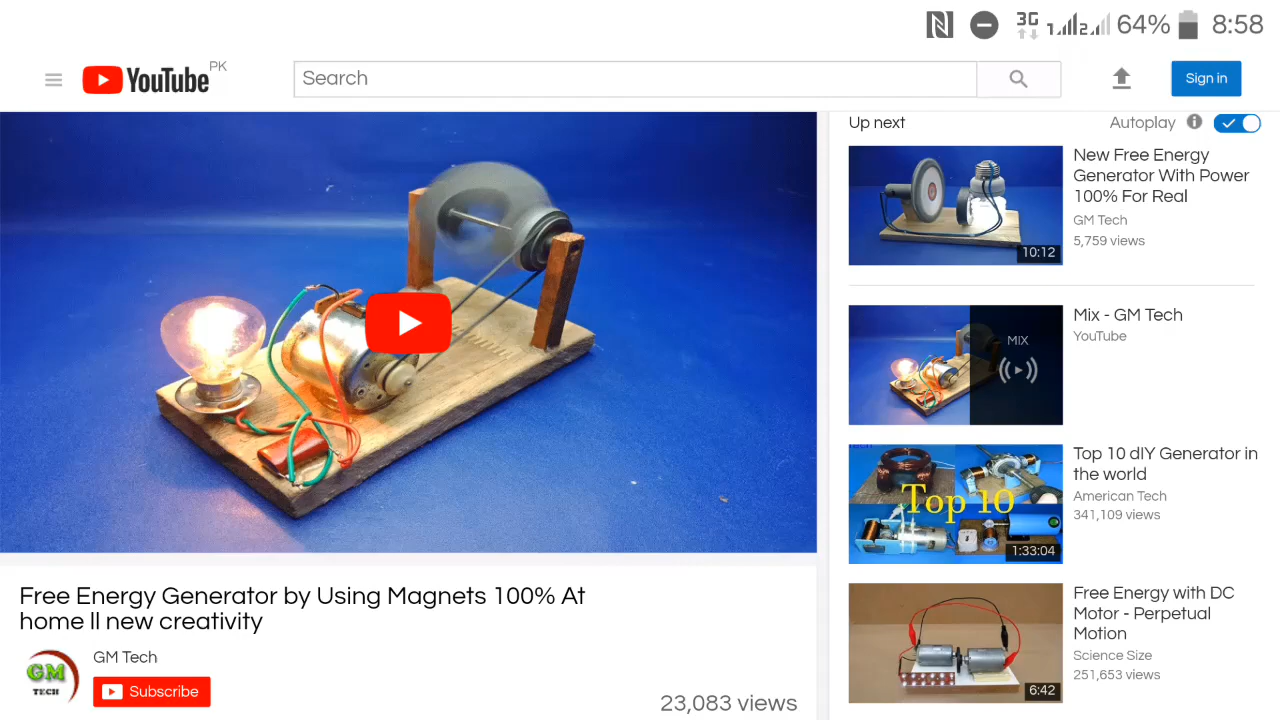 3G 1 2 64% 8:58
YouTube PK
Search
Sign in
Up next
Autoplay
New Free Energy
Generator With Power
100% For Real
GM Tech
5,759 views
10:12
Mix - GM Tech
YouTube
MIX
Top 10 dIY Generator in
the world
American Tech
341,109 views
Top 10
1:33:04
Free Energy with DC
Motor - Perpetual
Motion
Science Size
251,653 views
6:42
Free Energy Generator by Using Magnets 100% At
home ll new creativity
GM
TECH
GM Tech
Subscribe
23,083 views